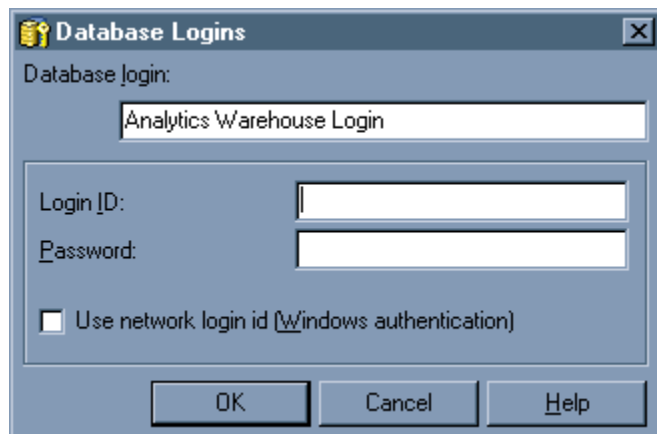 Database Logins
Database login:
Analytics Warehouse Login
Login ID:
Password:
Use network login id (Windows authentication)
OK Cancel Help